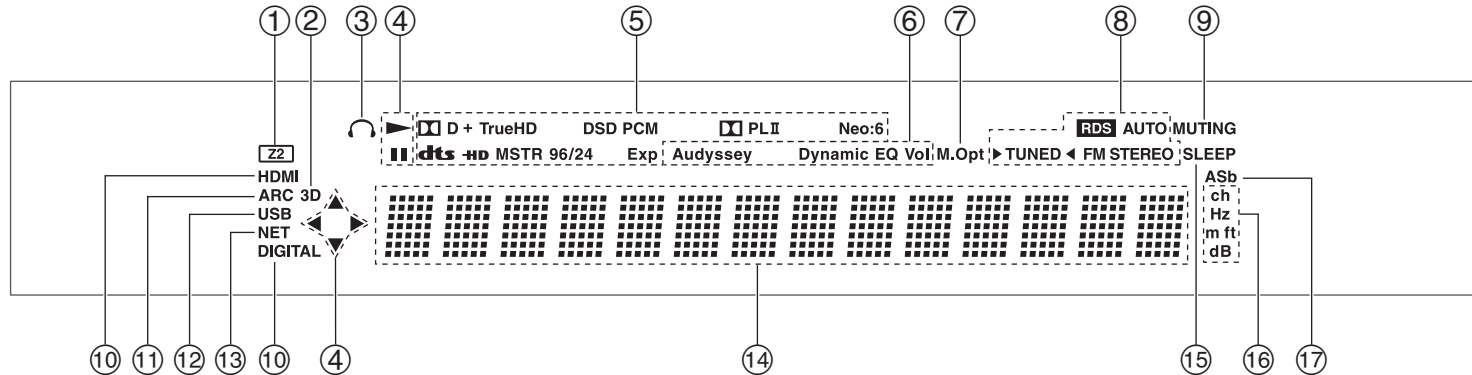 ① ② ③ ④ ⑤ ⑥ ⑦ ⑧ ⑨
D + TrueHD DSD PCM PL II Neo:6 RDS AUTO MUTING
dts -HD MSTR 96/24 Exp Audyssey Dynamic EQ Vol M.Opt ▶ TUNED ◀ FM STEREO SLEEP
Z2
HDMI
ARC 3D
USB
NET
DIGITAL
ASb
ch
Hz
m ft
dB
⑩ ⑪ ⑫ ⑬ ⑩ ④ ⑭ ⑮ ⑯ ⑰